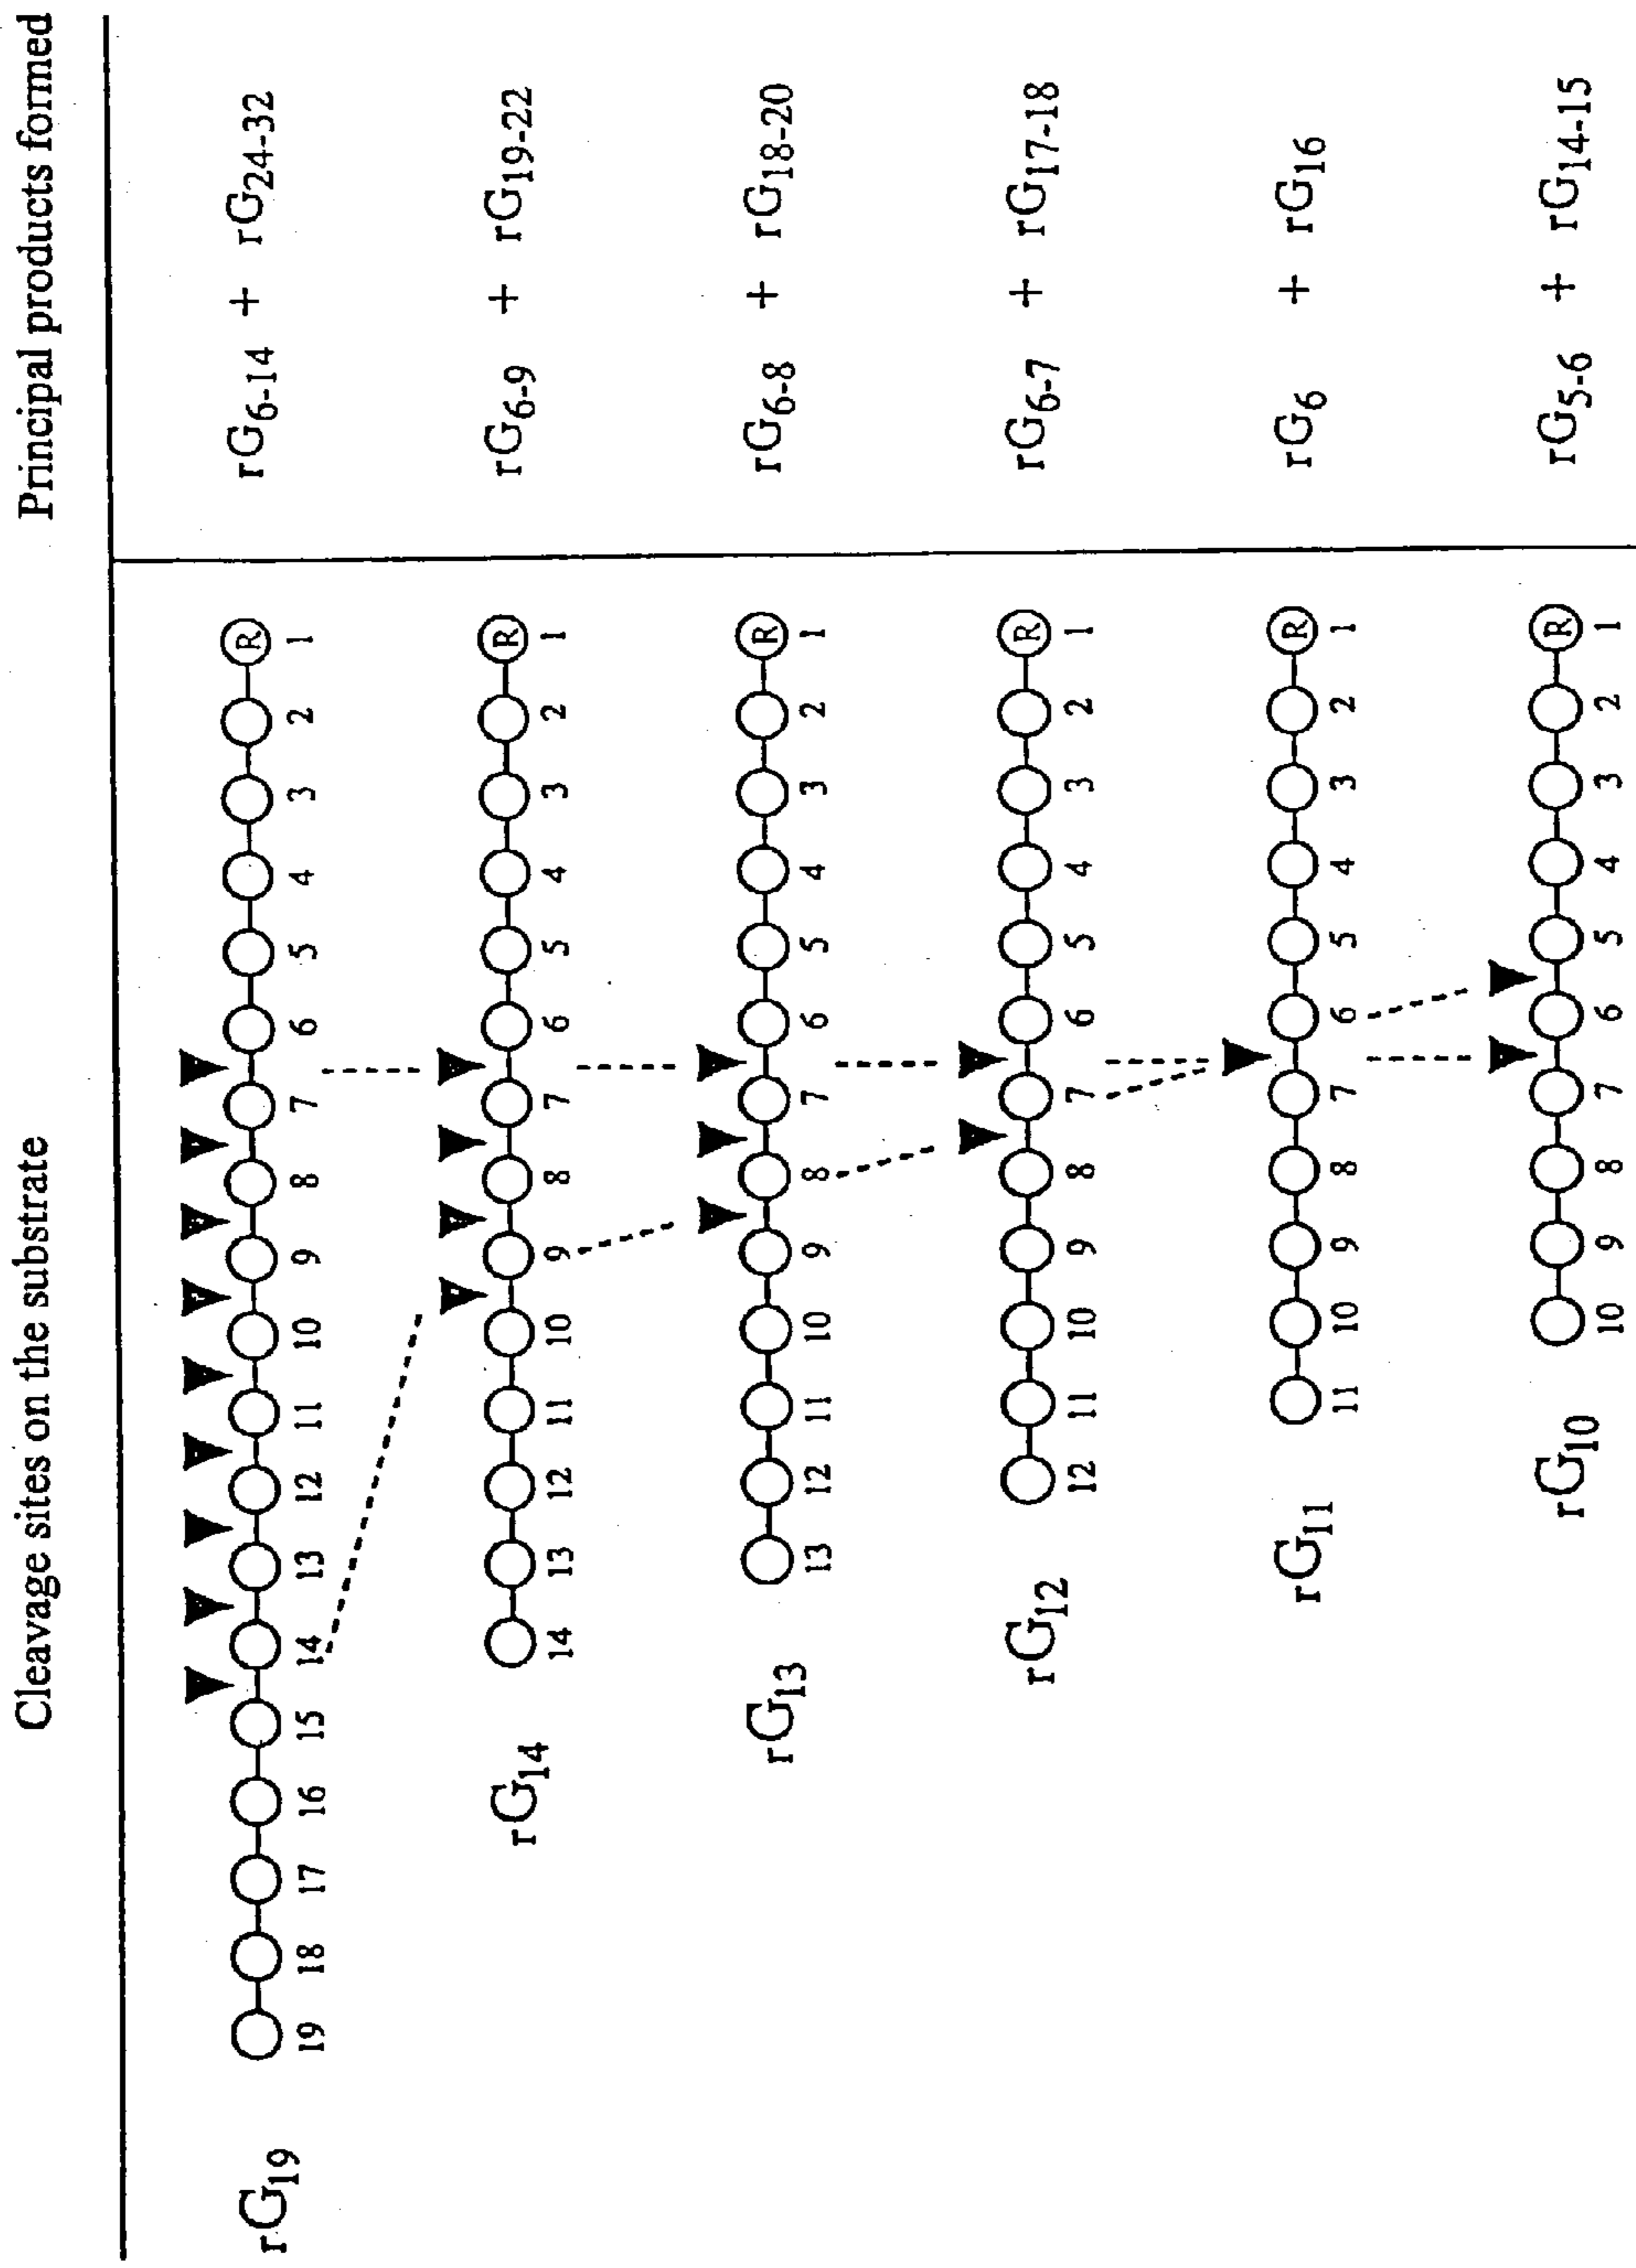 Cleavage sites on the substrate
Principal products formed
rG19
R
19 18 17 16 15 14 13 12 11 10 9 8 7 6 5 4 3 2 1
rG6-14 + rG24-32
rG14
R
14 13 12 11 10 9 8 7 6 5 4 3 2 1
rG6-9 + rG19-22
rG13
R
13 12 11 10 9 8 7 6 5 4 3 2 1
rG6-8 + rG18-20
rG12
R
12 11 10 9 8 7 6 5 4 3 2 1
rG6-7 + rG17-18
rG11
R
11 10 9 8 7 6 5 4 3 2 1
rG6 + rG16
rG10
R
10 9 8 7 6 5 4 3 2 1
rG5-6 + rG14-15